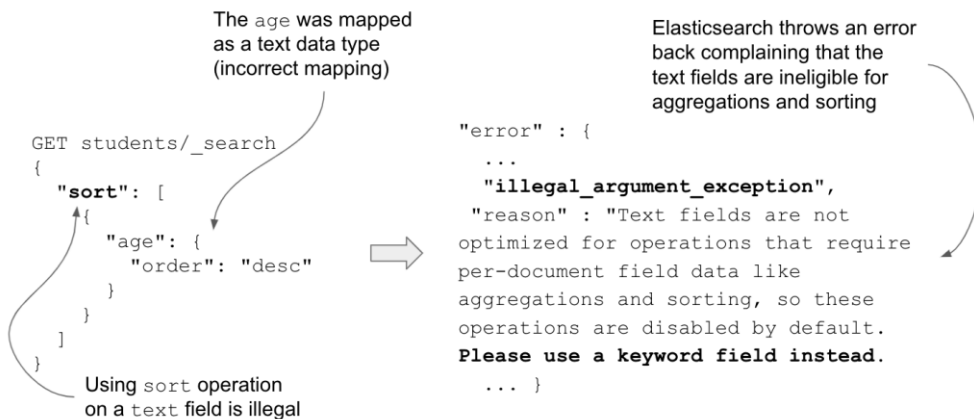 The age was mapped
as a text data type
(incorrect mapping)
GET students/_search
{
"sort": [
{
"age": {
"order": "desc"
}
}
]
}
Using sort operation
on a text field is illegal
Elasticsearch throws an error
back complaining that the
text fields are ineligible for
aggregations and sorting
"error" : {
...
"illegal_argument_exception",
"reason" : "Text fields are not
optimized for operations that require
per-document field data like
aggregations and sorting, so these
operations are disabled by default.
Please use a keyword field instead.
... }